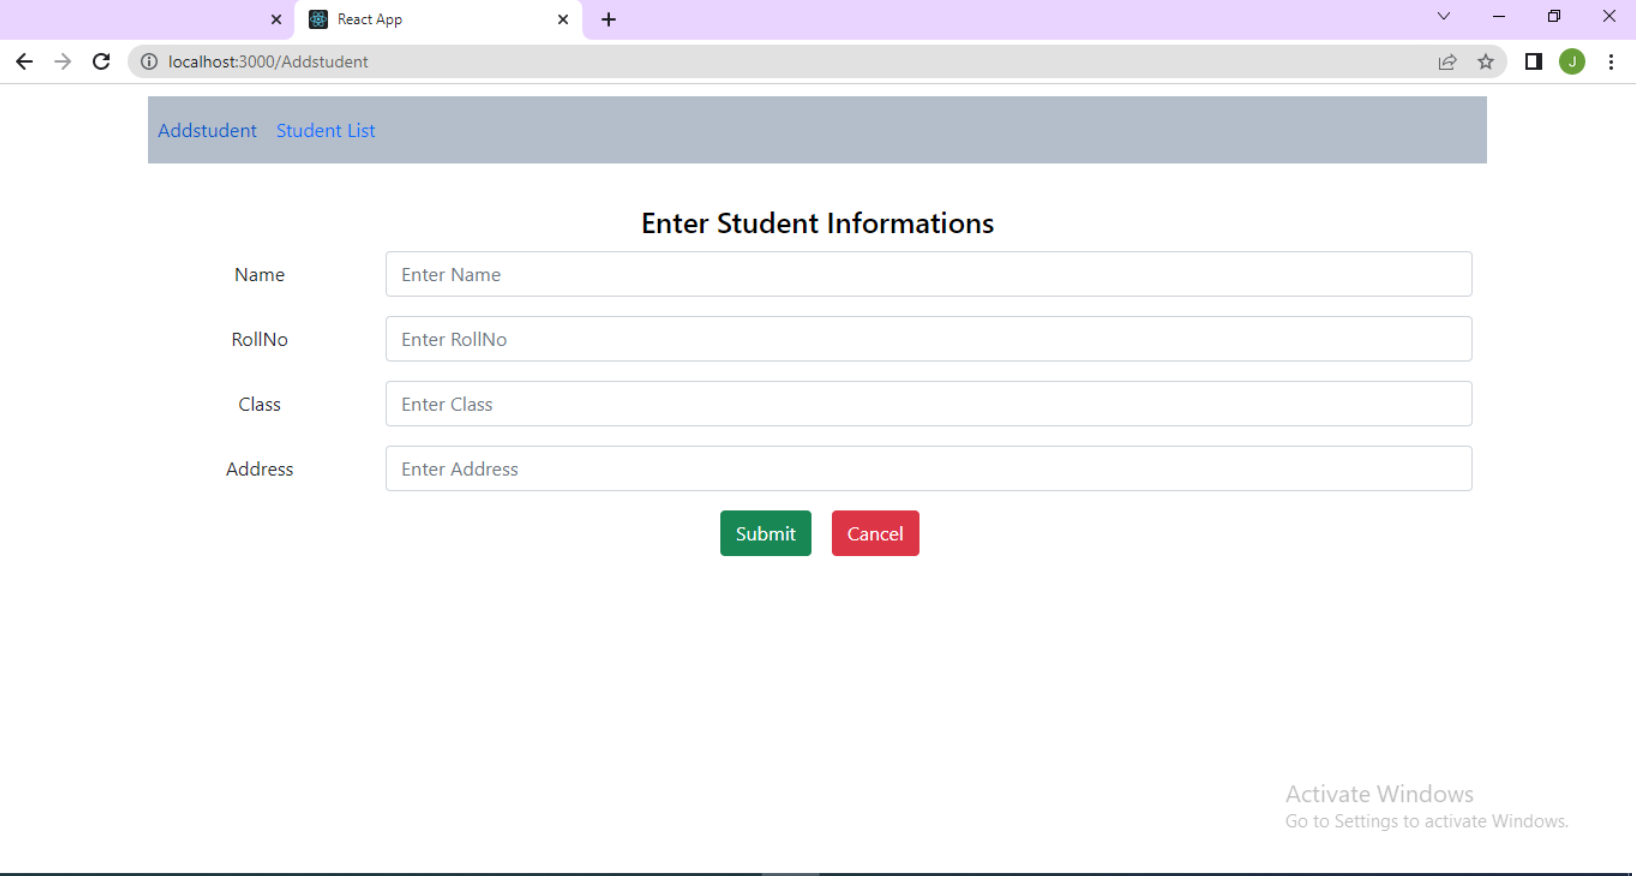 React App
localhost:3000/Addstudent
J
Addstudent Student List
Enter Student Informations
Name Enter Name
RollNo Enter RollNo
Class Enter Class
Address Enter Address
Submit Cancel
Activate Windows
Go to Settings to activate Windows.